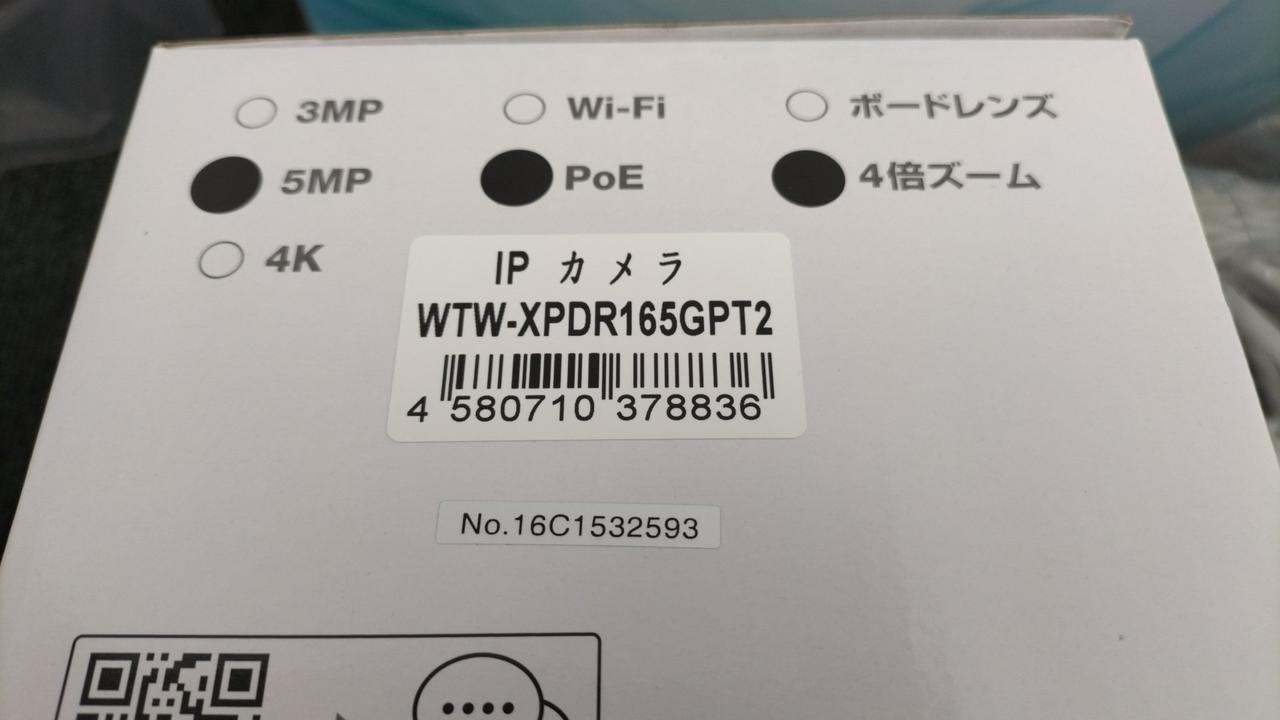 3MP Wi-Fi ボードレンズ
5MP PoE 4倍ズーム
4K
IP カメラ
WTW-XPDR165GPT2
4 580710 378836
No.16C1532593